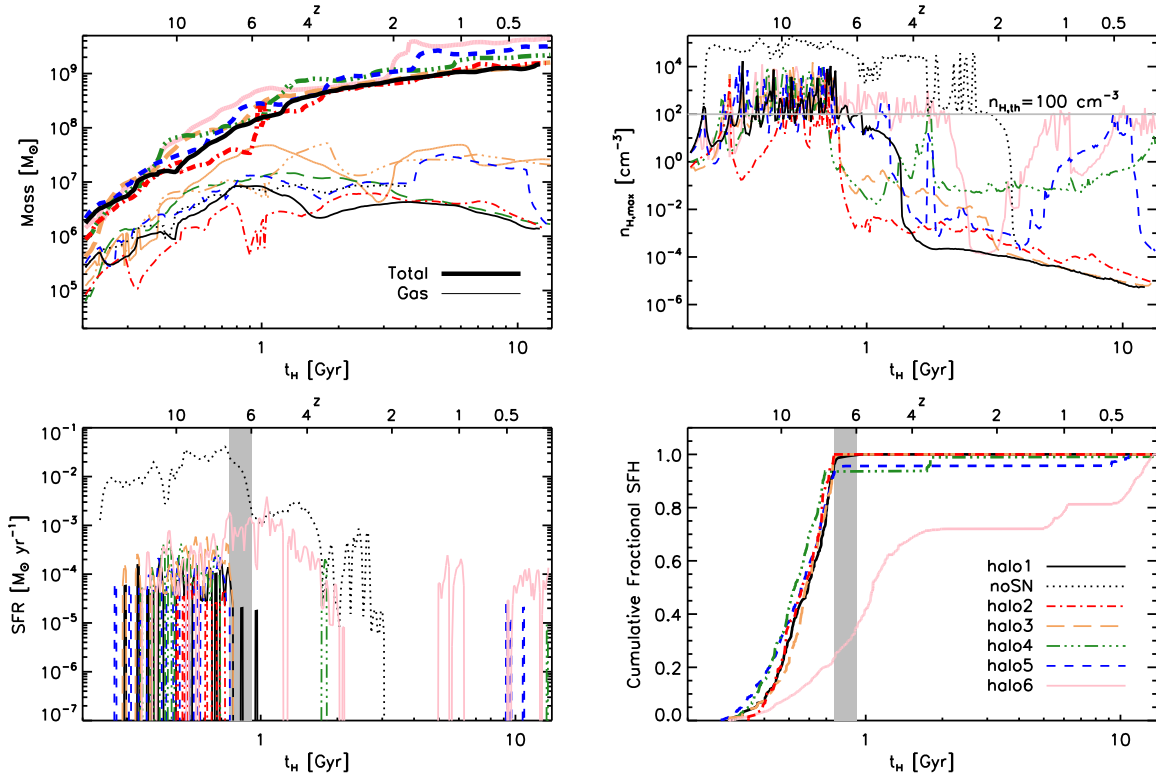 10 6 4 z 2 1 0.5
10⁹
10⁸
10⁷
10⁶
10⁵
Mass [M☉]
Total
Gas
1 10
t_H [Gyr]
10 6 4 z 2 1 0.5
10⁶
10⁴
10²
10⁰
10⁻²
10⁻⁴
10⁻⁶
n_H,max [cm⁻³]
n_H,th=100 cm⁻³
1 10
t_H [Gyr]
10 6 4 z 2 1 0.5
10⁻¹
10⁻²
10⁻³
10⁻⁴
10⁻⁵
10⁻⁶
10⁻⁷
SFR [M☉ yr⁻¹]
1 10
t_H [Gyr]
10 6 4 z 2 1 0.5
1.0
0.8
0.6
0.4
0.2
0.0
Cumulative Fractional SFH
halo1
noSN
halo2
halo3
halo4
halo5
halo6
1 10
t_H [Gyr]